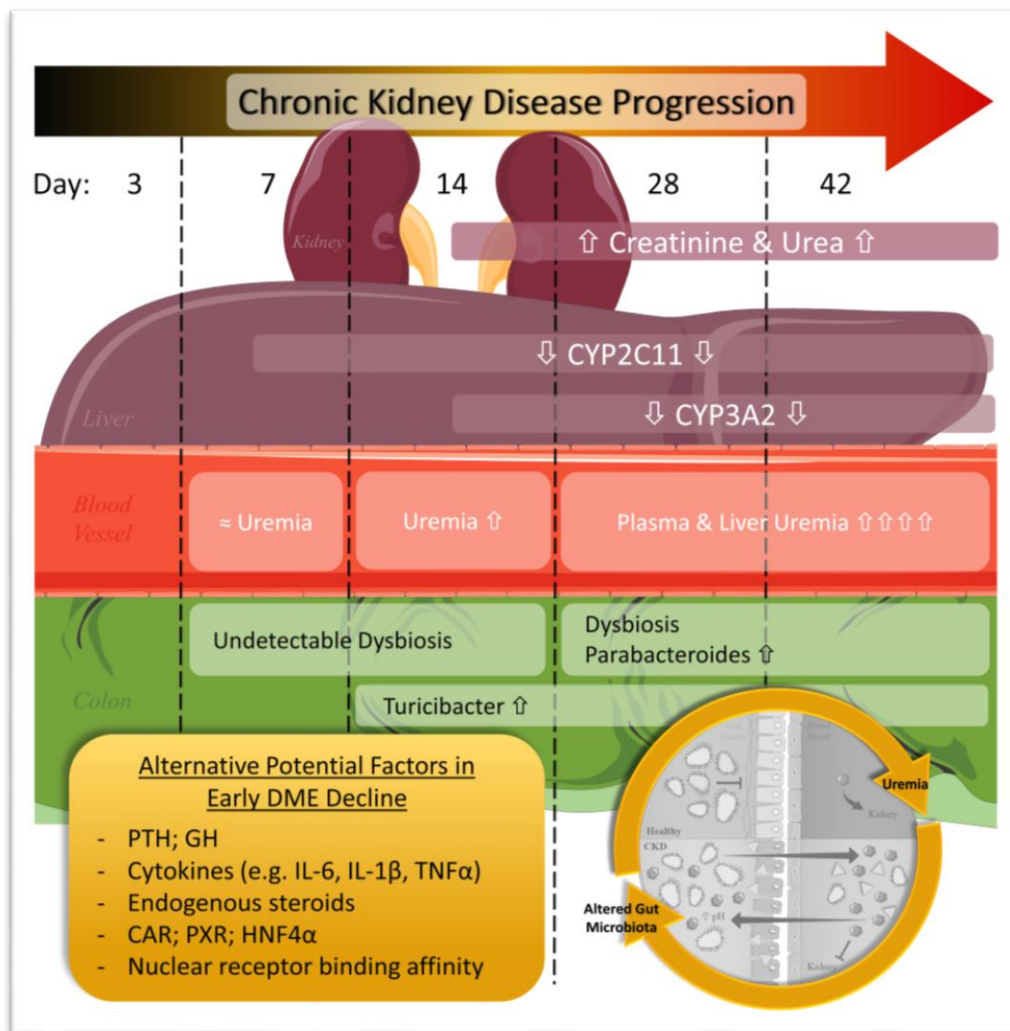 Chronic Kidney Disease Progression
Day: 3 7 14 28 42
Kidney
⇧ Creatinine & Urea ⇧
⇩ CYP2C11 ⇩
Liver
⇩ CYP3A2 ⇩
Blood
Vessel
≈ Uremia
Uremia ⇧
Plasma & Liver Uremia ⇧⇧⇧⇧
Undetectable Dysbiosis
Dysbiosis
Parabacteroides ⇧
Colon
Turicibacter ⇧
Alternative Potential Factors in
Early DME Decline
- PTH; GH
- Cytokines (e.g. IL-6, IL-1β, TNFα)
- Endogenous steroids
- CAR; PXR; HNF4α
- Nuclear receptor binding affinity
Uremia
Kidney
Healthy
CKD
Altered Gut
Microbiota
⇧ pH
Kidney